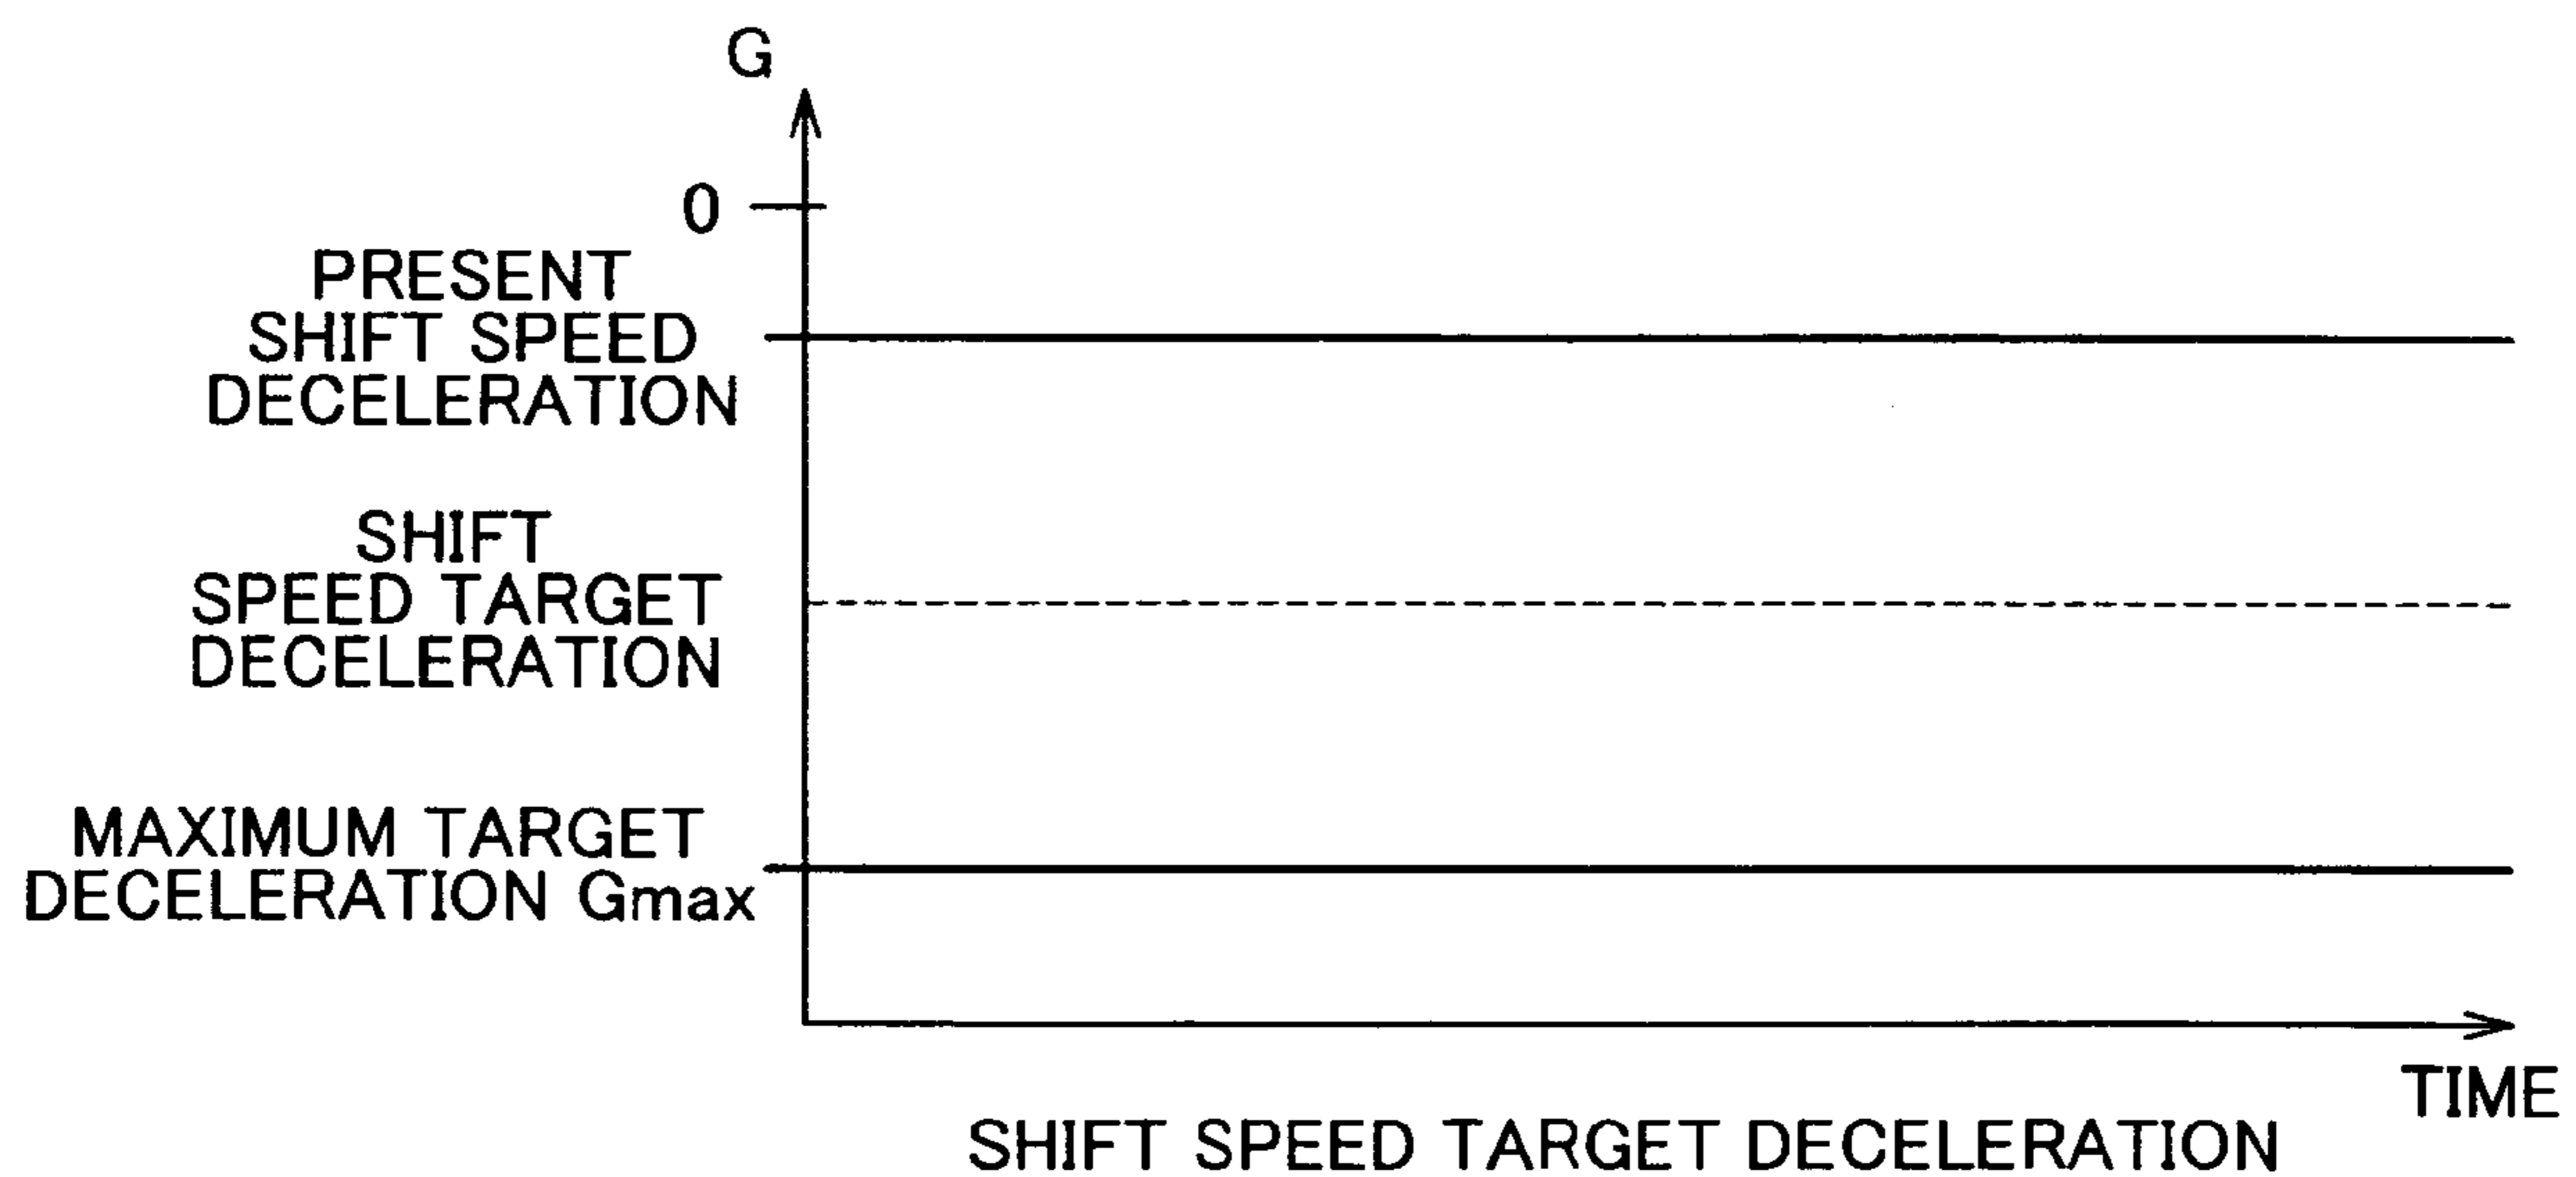 G
0
PRESENT
SHIFT SPEED
DECELERATION
SHIFT
SPEED TARGET
DECELERATION
MAXIMUM TARGET
DECELERATION Gmax
TIME
SHIFT SPEED TARGET DECELERATION